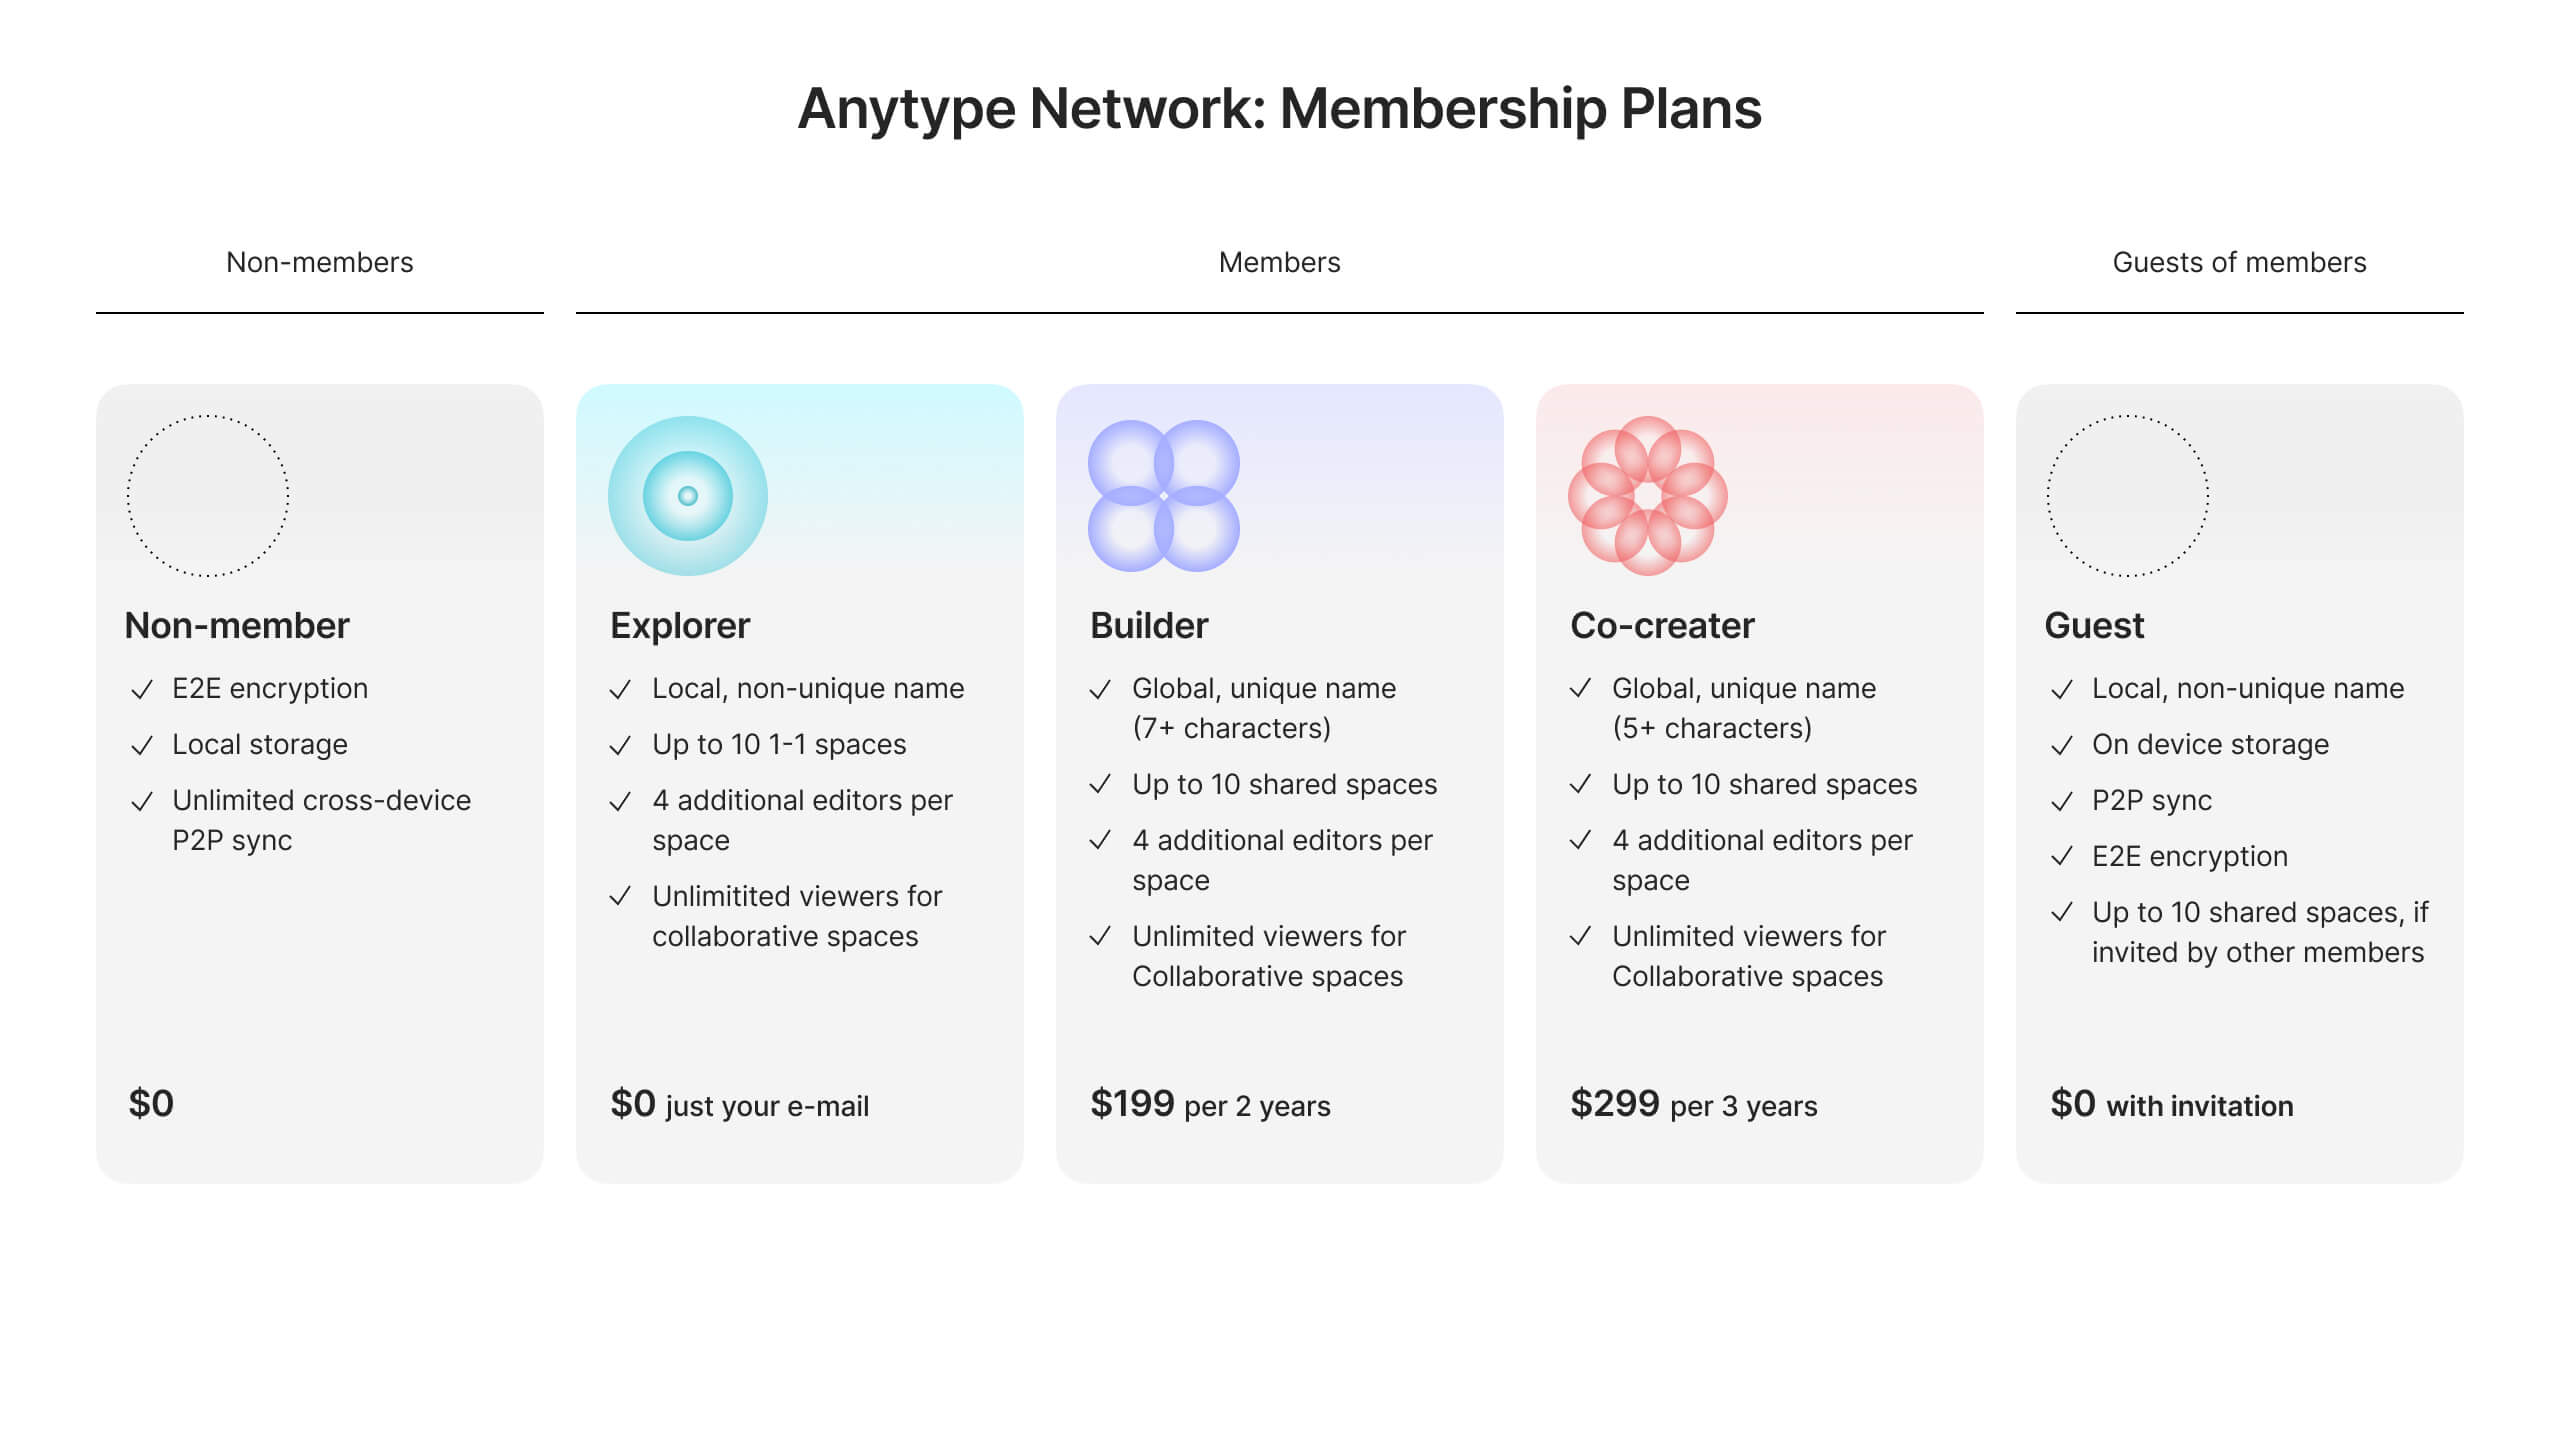 Anytype Network: Membership Plans
Non-members
Members
Guests of members
Non-member
E2E encryption
Local storage
Unlimited cross-device
P2P sync
$0
Explorer
Local, non-unique name
Up to 10 1-1 spaces
4 additional editors per
space
Unlimitited viewers for
collaborative spaces
$0 just your e-mail
Builder
Global, unique name
(7+ characters)
Up to 10 shared spaces
4 additional editors per
space
Unlimited viewers for
Collaborative spaces
$199 per 2 years
Co-creater
Global, unique name
(5+ characters)
Up to 10 shared spaces
4 additional editors per
space
Unlimited viewers for
Collaborative spaces
$299 per 3 years
Guest
Local, non-unique name
On device storage
P2P sync
E2E encryption
Up to 10 shared spaces, if
invited by other members
$0 with invitation